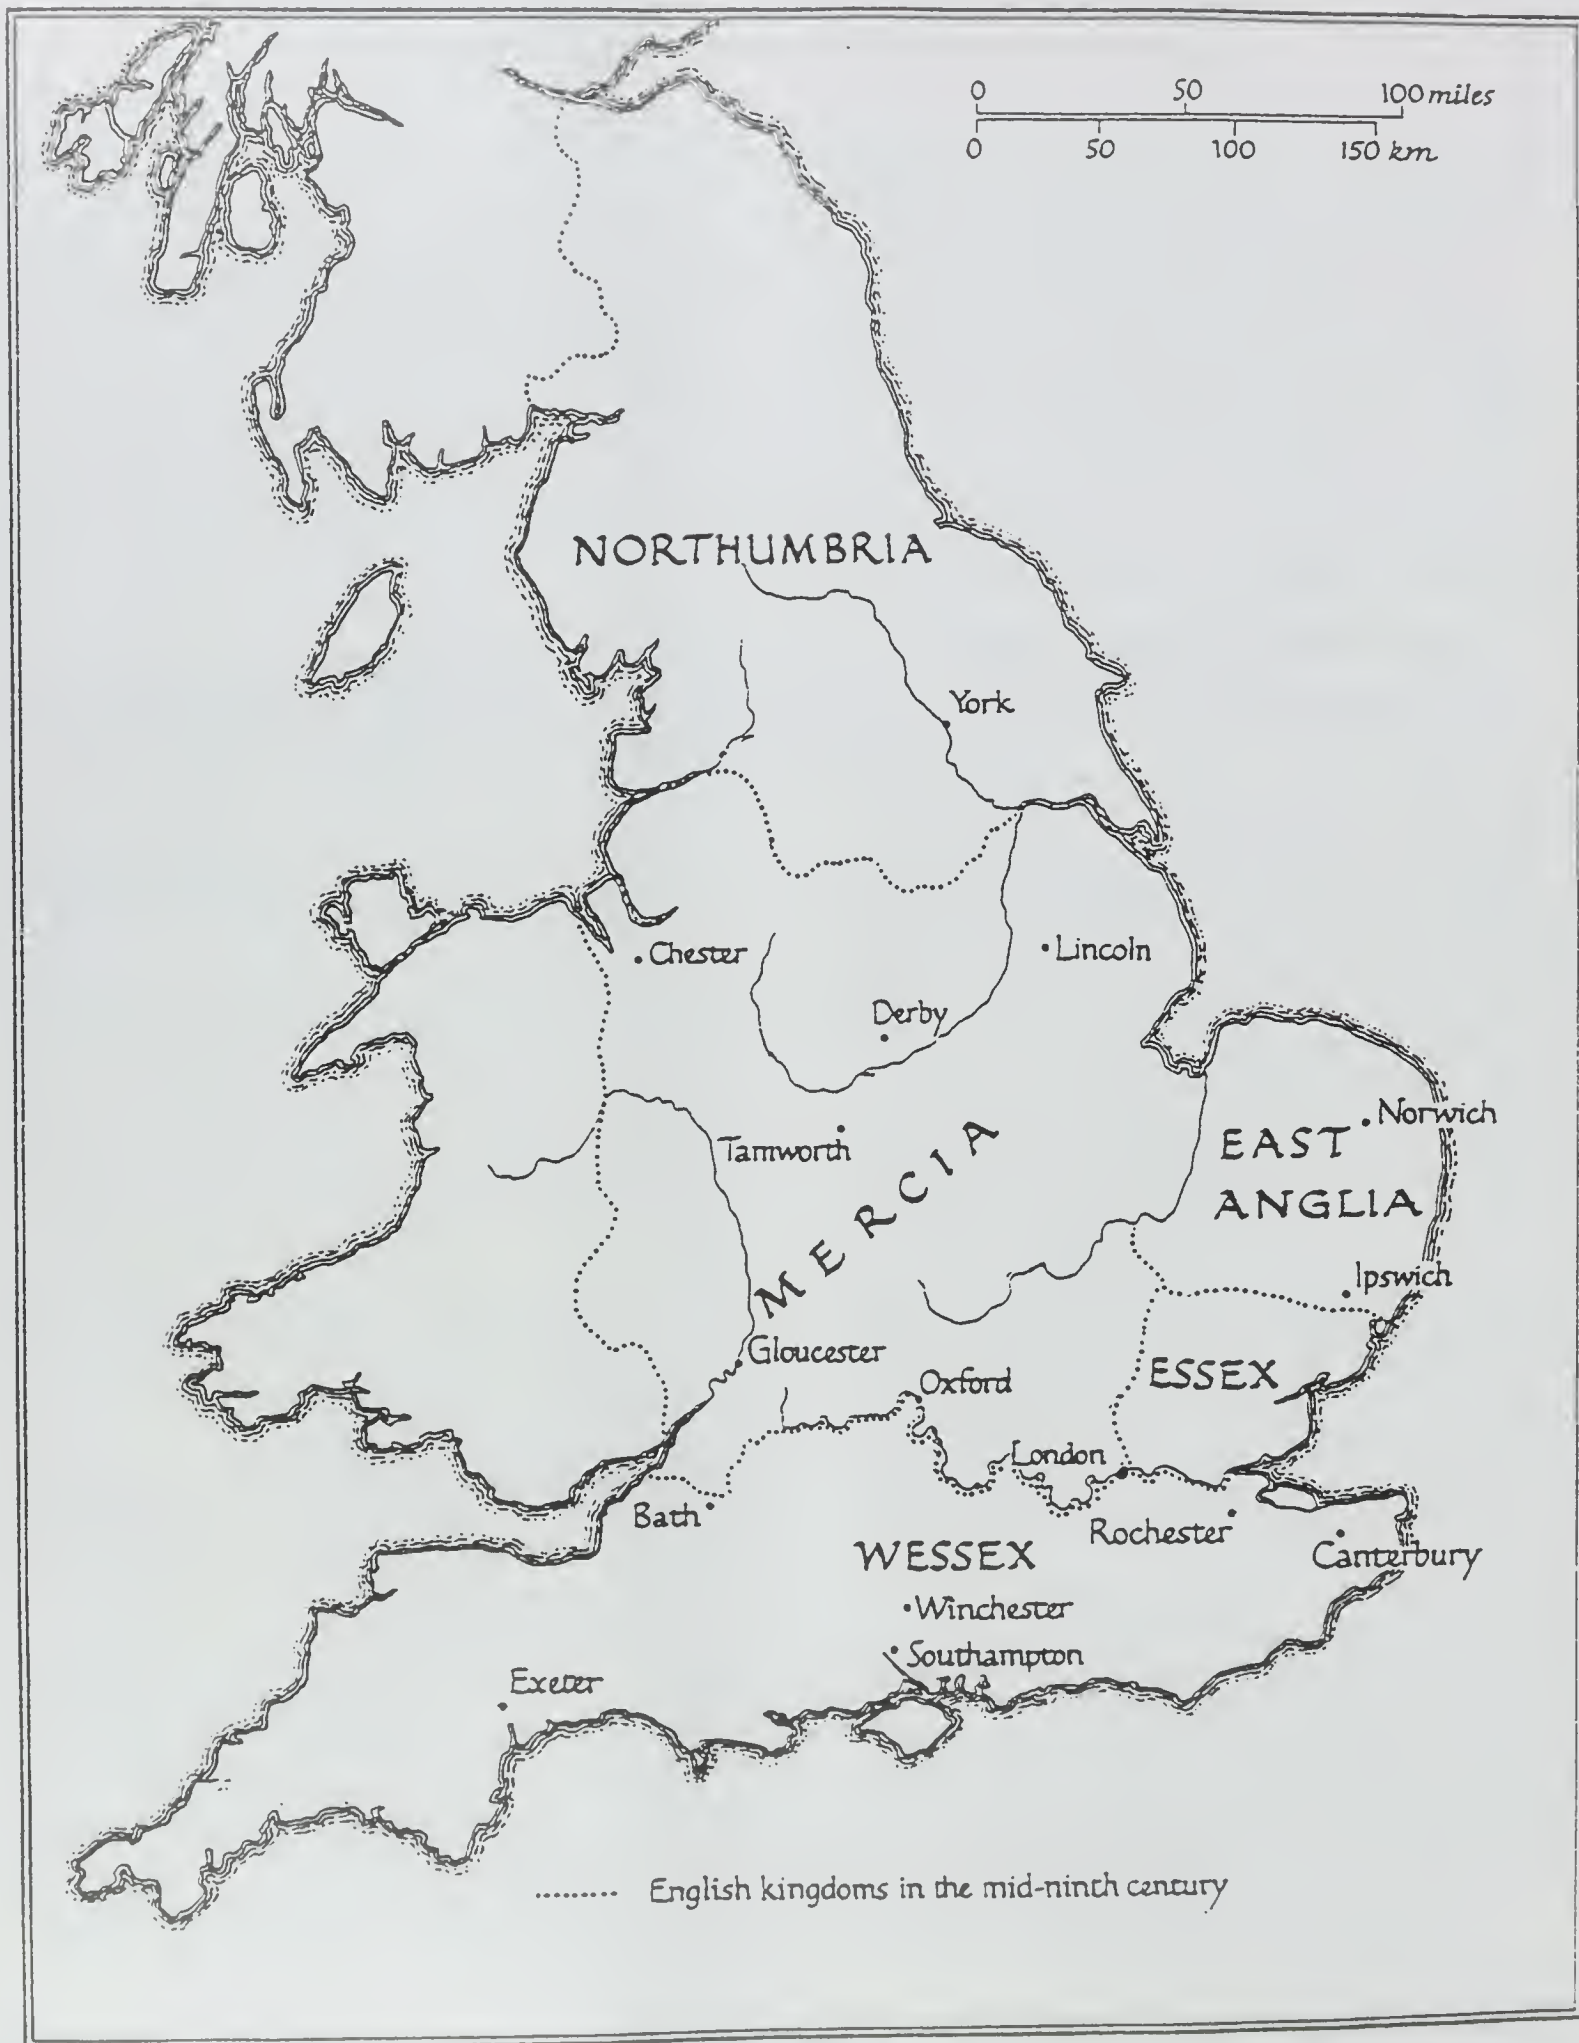 0 50 100 miles
0 50 100 150 km
NORTHUMBRIA
York
Chester
Lincoln
Derby
Norwich
Tamworth
EAST
ANGLIA
MERCIA
Ipswich
Gloucester
ESSEX
Oxford
London
Bath
Rochester
WESSEX
Canterbury
Winchester
Southampton
Exeter
English kingdoms in the mid-ninth century